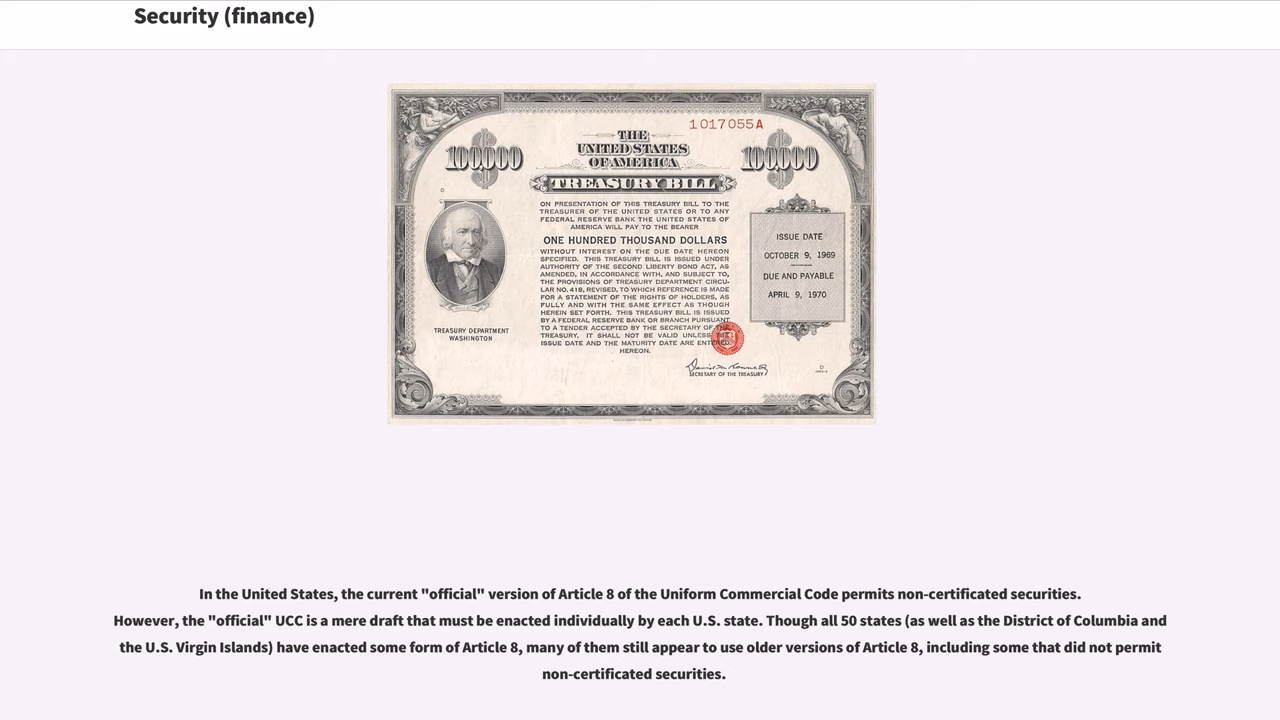 Security (finance)
1017055A
THE
UNITED STATES
OF AMERICA
100,000
100,000
TREASURY BILL
D
ON PRESENTATION OF THIS TREASURY BILL TO THE
TREASURER OF THE UNITED STATES OR TO ANY
FEDERAL RESERVE BANK THE UNITED STATES OF
AMERICA WILL PAY TO THE BEARER
ONE HUNDRED THOUSAND DOLLARS
WITHOUT INTEREST ON THE DUE DATE HEREON
SPECIFIED. THIS TREASURY BILL IS ISSUED UNDER
AUTHORITY OF THE SECOND LIBERTY BOND ACT, AS
AMENDED, IN ACCORDANCE WITH, AND SUBJECT TO,
THE PROVISIONS OF TREASURY DEPARTMENT CIRCU-
LAR NO. 418, REVISED, TO WHICH REFERENCE IS MADE
FOR A STATEMENT OF THE RIGHTS OF HOLDERS, AS
FULLY AND WITH THE SAME EFFECT AS THOUGH
HEREIN SET FORTH. THIS TREASURY BILL IS ISSUED
BY A FEDERAL RESERVE BANK OR BRANCH PURSUANT
TO A TENDER ACCEPTED BY THE SECRETARY OF THE
TREASURY. IT SHALL NOT BE VALID UNLESS THE
ISSUE DATE AND THE MATURITY DATE ARE ENTERED
HEREON.
ISSUE DATE
OCTOBER 9, 1969
DUE AND PAYABLE
APRIL 9, 1970
TREASURY DEPARTMENT
WASHINGTON
SECRETARY OF THE TREASURY
D
In the United States, the current "official" version of Article 8 of the Uniform Commercial Code permits non-certificated securities.
However, the "official" UCC is a mere draft that must be enacted individually by each U.S. state. Though all 50 states (as well as the District of Columbia and
the U.S. Virgin Islands) have enacted some form of Article 8, many of them still appear to use older versions of Article 8, including some that did not permit
non-certificated securities.